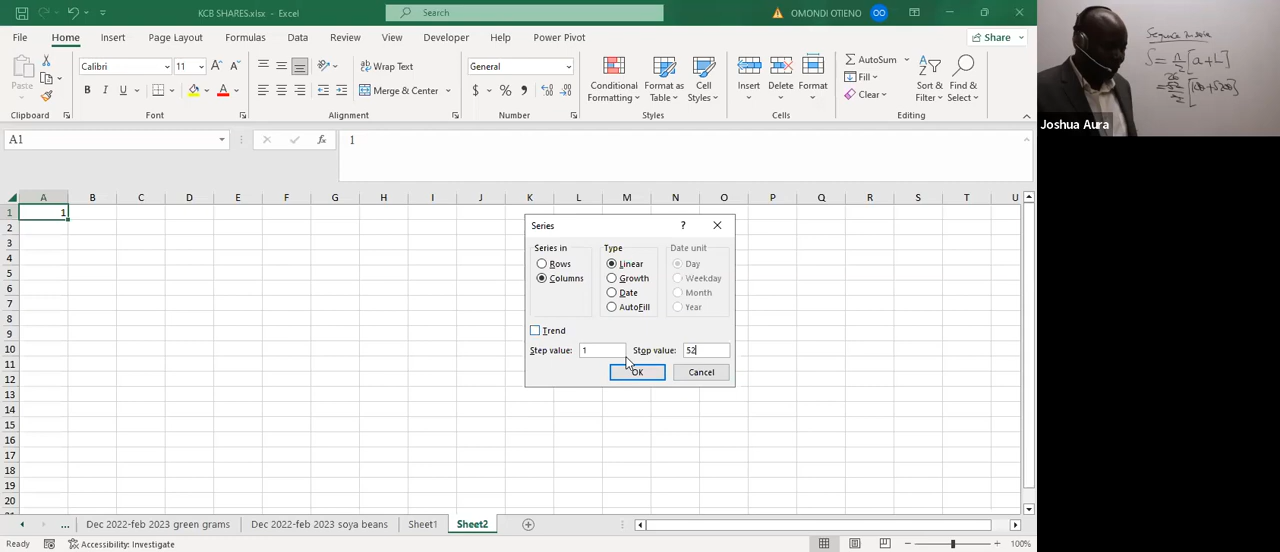 KCB SHARES.xlsx - Excel
Search
OMONDI OTIENO
OO
File
Home
Insert
Page Layout
Formulas
Data
Review
View
Developer
Help
Power Pivot
Share
Paste
Clipboard
Calibri
11
B I U
Font
Wrap Text
Merge & Center
Alignment
General
$ % 9
Number
Conditional Formatting
Format as Table
Cell Styles
Styles
Insert
Delete
Format
Cells
AutoSum
Fill
Clear
Sort & Filter
Find & Select
Editing
A1
fx
1
A B C D E F G H I J K L M N O P Q R S T U
1 1
2
3
4
5
6
7
8
9
10
11
12
13
14
15
16
17
18
19
20
Series
?
Series in
Rows
Columns
Type
Linear
Growth
Date
AutoFill
Date unit
Day
Weekday
Month
Year
Trend
Step value: 1
Stop value: 52
OK
Cancel
...
Dec 2022-feb 2023 green grams
Dec 2022-feb 2023 soya beans
Sheet1
Sheet2
Accessibility: Investigate
100%
S = n/2 [a+L]
Joshua Aura